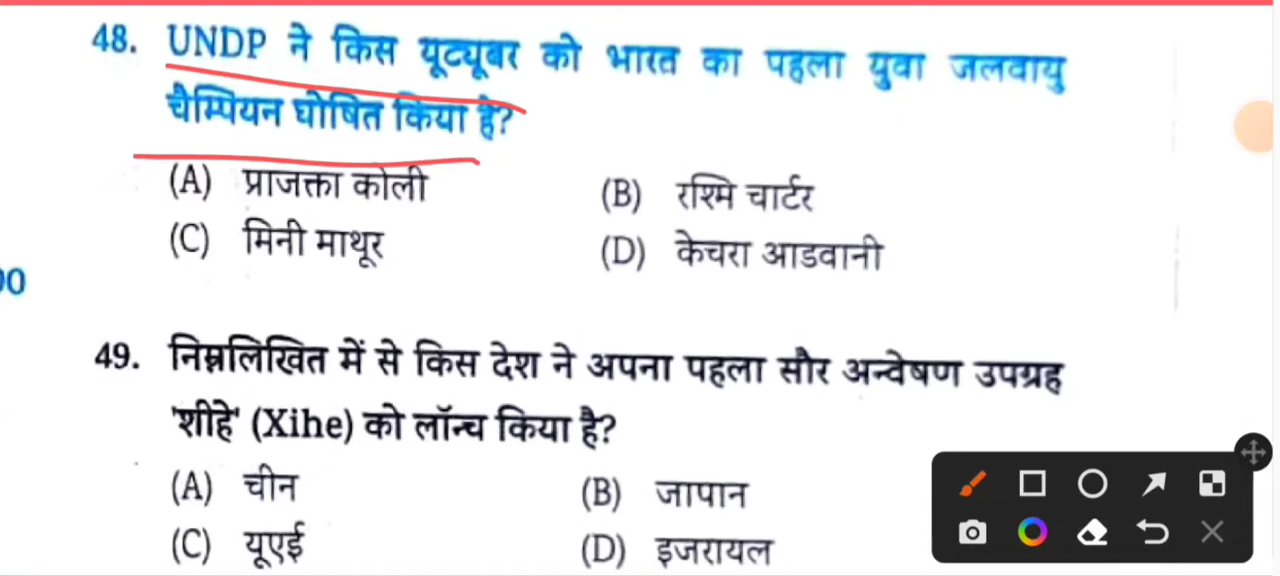 48. UNDP ने किस यूट्यूबर को भारत का पहला युवा जलवायु
चैम्पियन घोषित किया है?
(A) प्राजक्ता कोली (B) रश्मि चार्टर
(C) मिनी माथूर (D) केचरा आडवानी
00
49. निम्नलिखित में से किस देश ने अपना पहला सौर अन्वेषण उपग्रह
'शीहे' (Xihe) को लॉन्च किया है?
(A) चीन (B) जापान
(C) यूएई (D) इजरायल